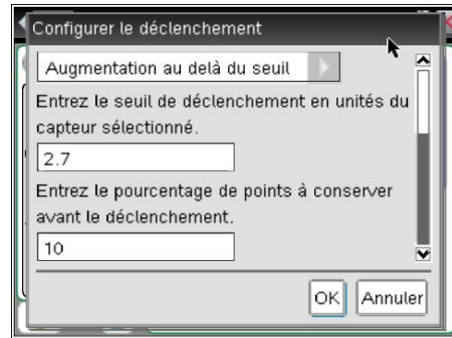 Configurer le déclenchement
Augmentation au delà du seuil
Entrez le seuil de déclenchement en unités du
capteur sélectionné.
2.7
Entrez le pourcentage de points à conserver
avant le déclenchement.
10
OK Annuler